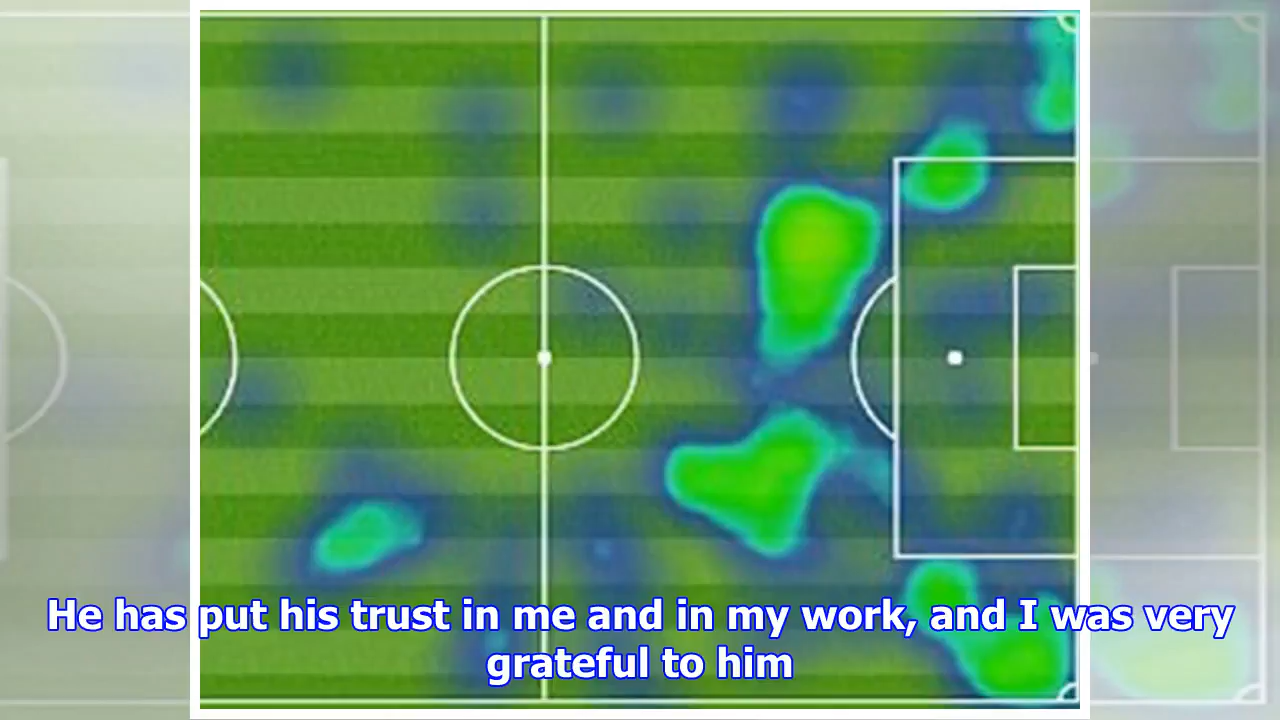 He has put his trust in me and in my work, and I was very
grateful to him